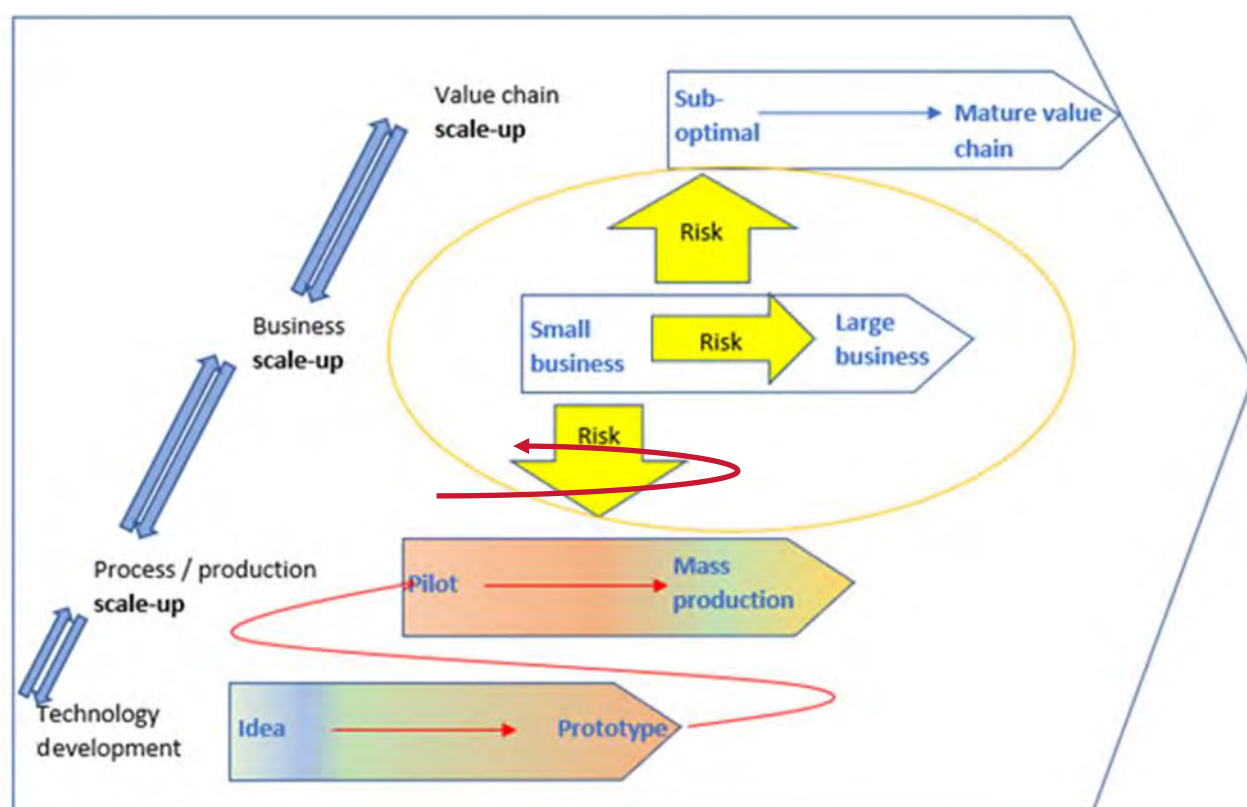 Value chain
scale-up
Sub-
optimal
Mature value
chain
Risk
Business
scale-up
Small
business
Risk
Large
business
Risk
Process / production
scale-up
Pilot
Mass
production
Technology
development
Idea
Prototype